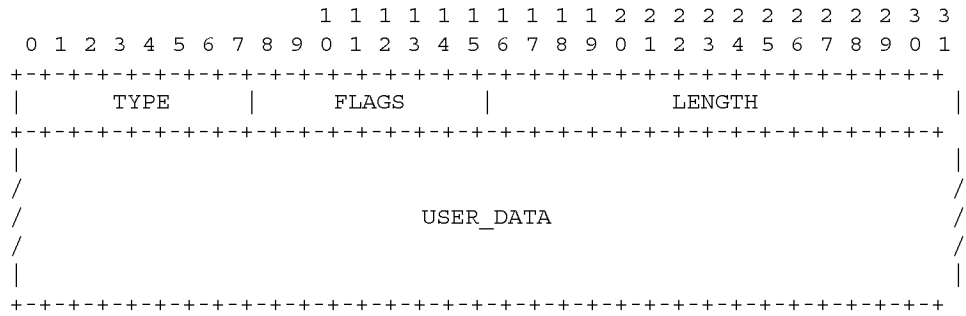 1 1 1 1 1 1 1 1 1 1 2 2 2 2 2 2 2 2 2 2 3 3
0 1 2 3 4 5 6 7 8 9 0 1 2 3 4 5 6 7 8 9 0 1 2 3 4 5 6 7 8 9 0 1
+-+-+-+-+-+-+-+-+-+-+-+-+-+-+-+-+-+-+-+-+-+-+-+-+-+-+-+-+-+-+-+-+
| TYPE | FLAGS | LENGTH |
+-+-+-+-+-+-+-+-+-+-+-+-+-+-+-+-+-+-+-+-+-+-+-+-+-+-+-+-+-+-+-+-+
| |
/ /
/ USER_DATA /
/ /
| |
+-+-+-+-+-+-+-+-+-+-+-+-+-+-+-+-+-+-+-+-+-+-+-+-+-+-+-+-+-+-+-+-+